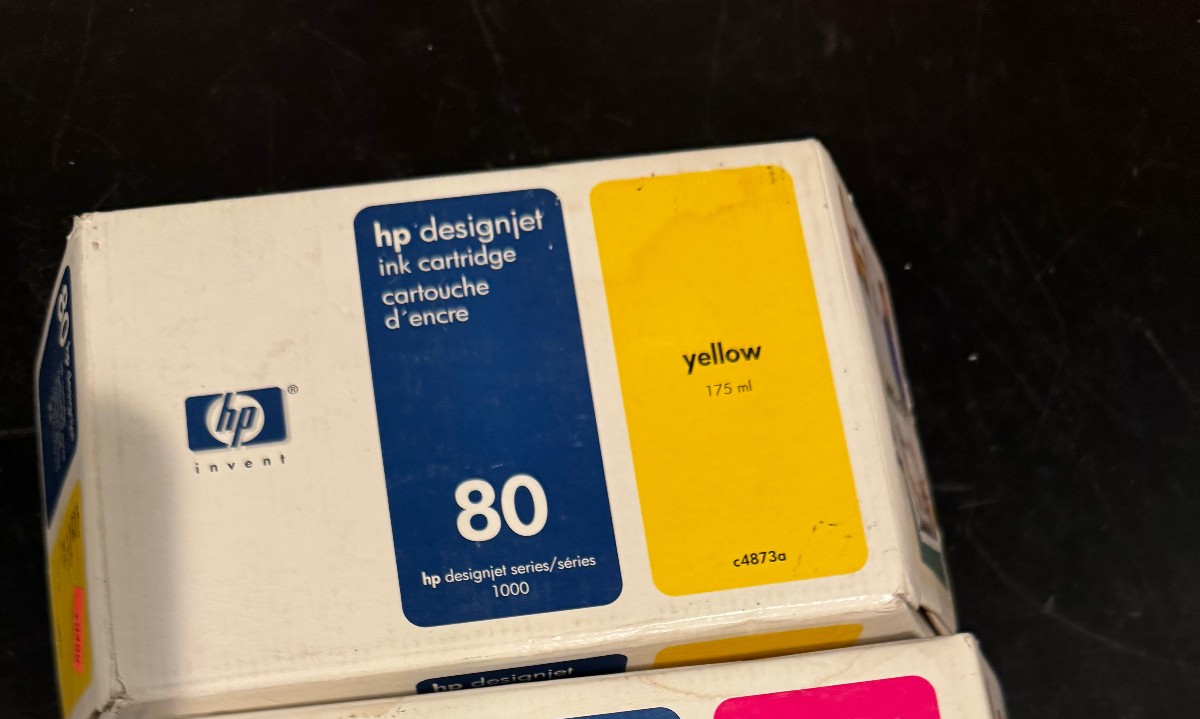 hp designjet
ink cartridge
cartouche
d'encre
80
hp designjet series/séries
1000
yellow
175 ml
c4873a
hp ®
invent
80
hp designjet